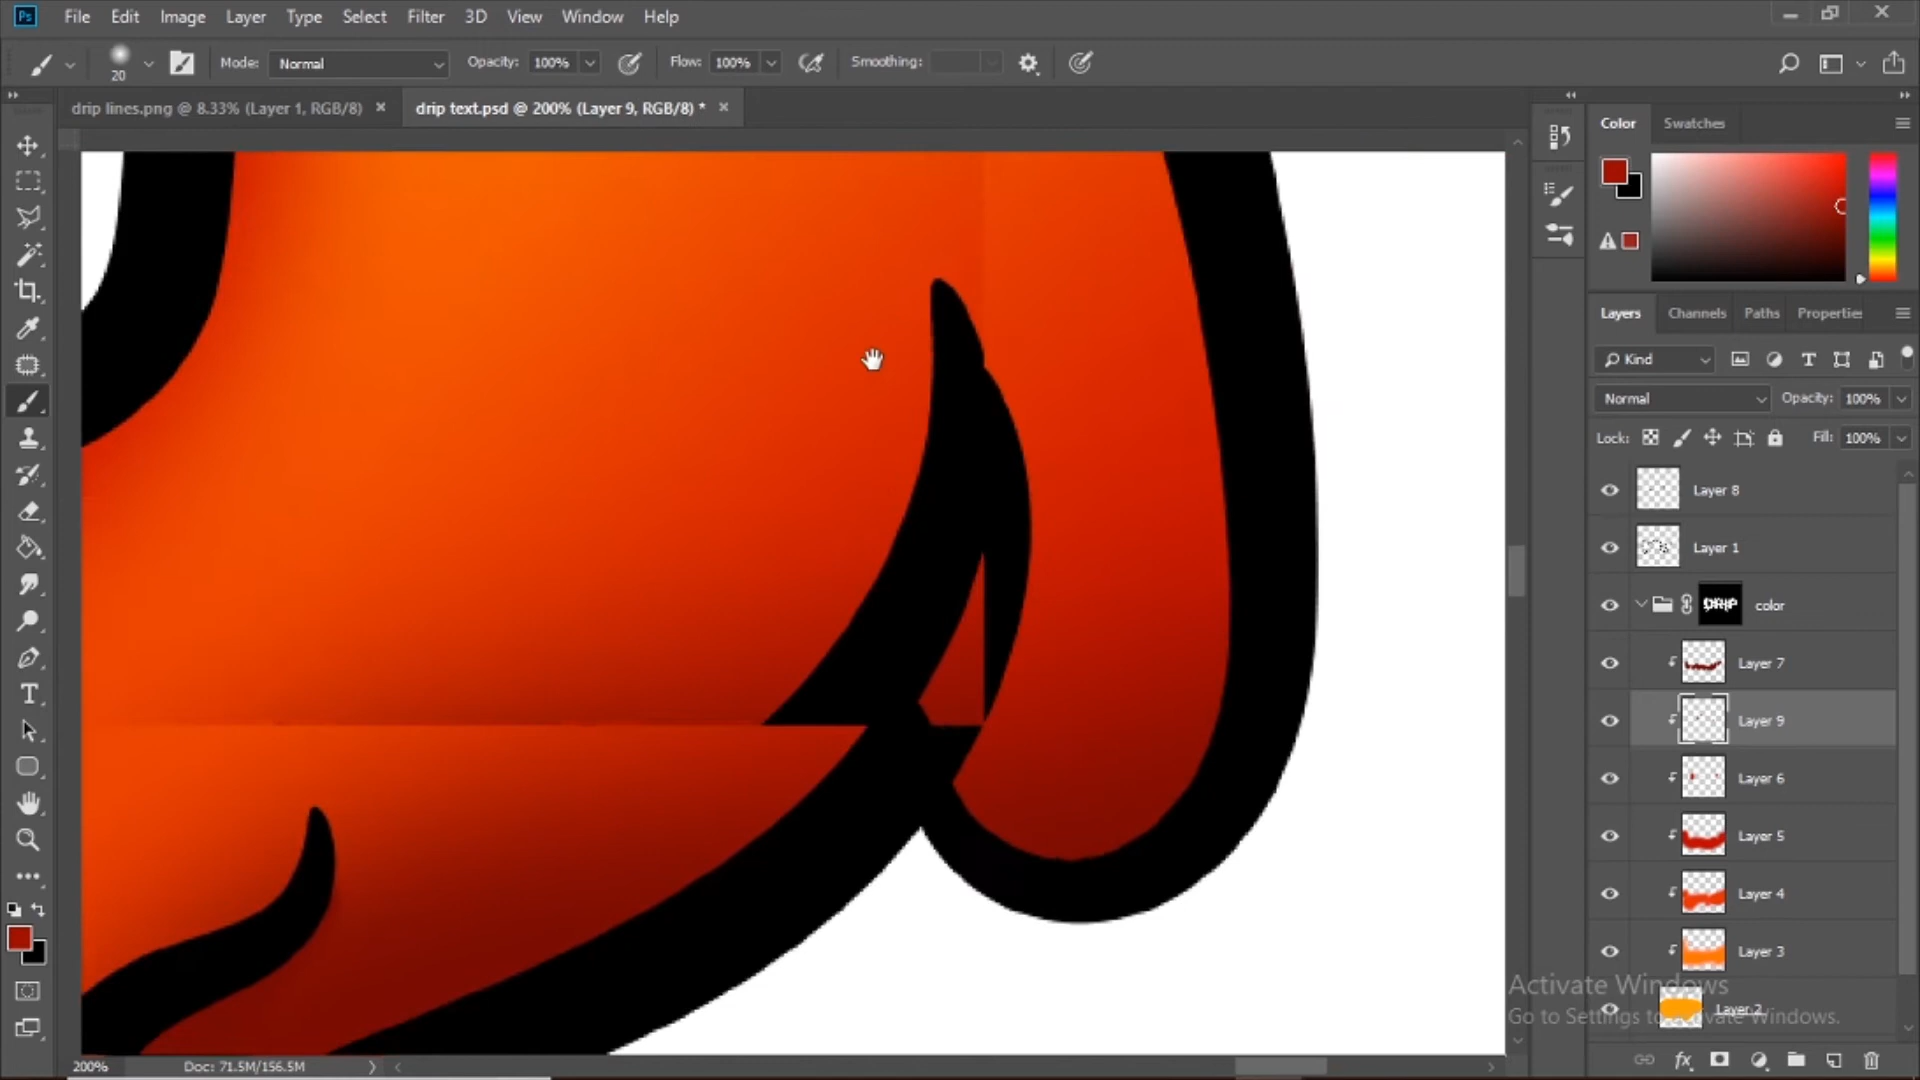 Ps File Edit Image Layer Type Select Filter 3D View Window Help
20 Mode: Normal Opacity: 100% Flow: 100% Smoothing:
drip lines.png @ 8.33% (Layer 1, RGB/8) × drip text.psd @ 200% (Layer 9, RGB/8) * ×
Color Swatches
Layers Channels Paths Properties
Kind
Normal Opacity: 100%
Lock: Fill: 100%
Layer 8
Layer 1
DRIP color
Layer 7
Layer 9
Layer 6
Layer 5
Layer 4
Layer 3
Activate Windows
Layer 2
Go to Settings to activate Windows.
200% Doc: 71.5M/156.5M
fx